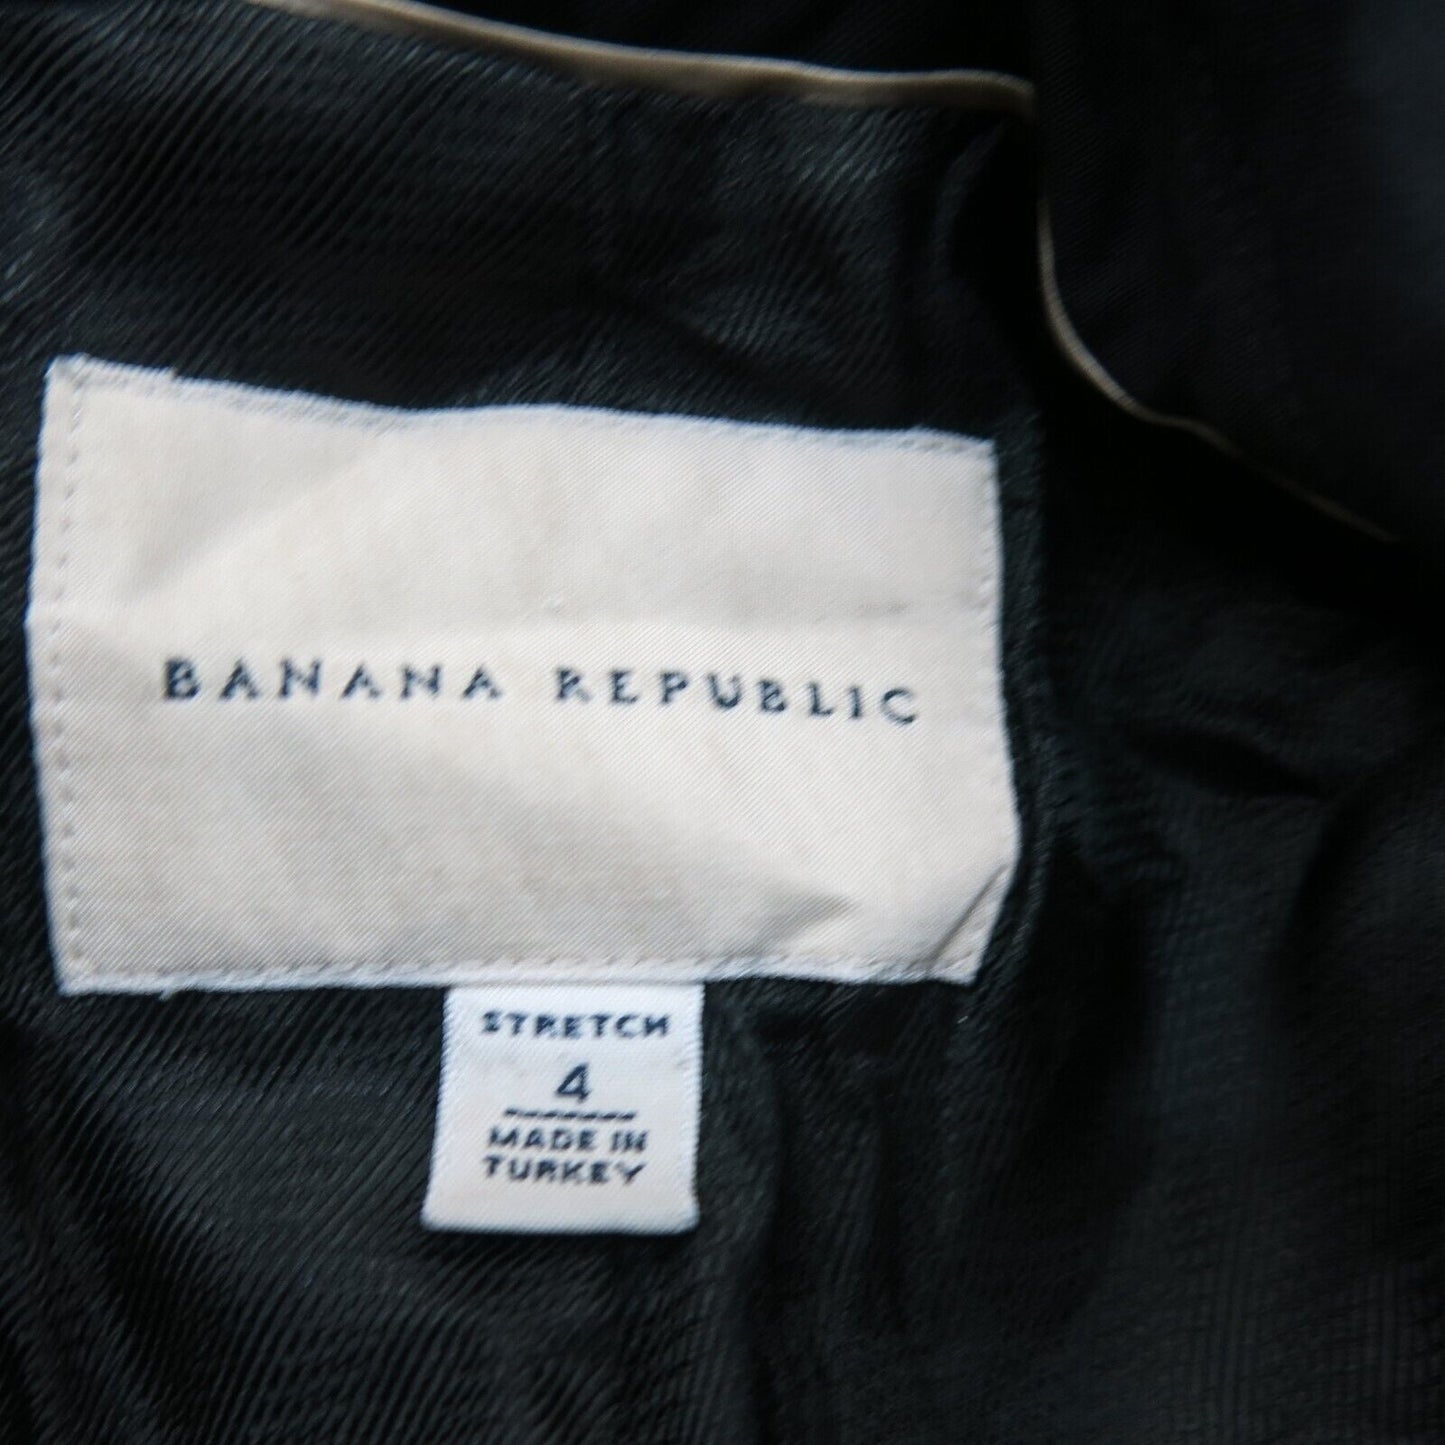 BANANA REPUBLIC
STRETCH
4
MADE IN
TURKEY